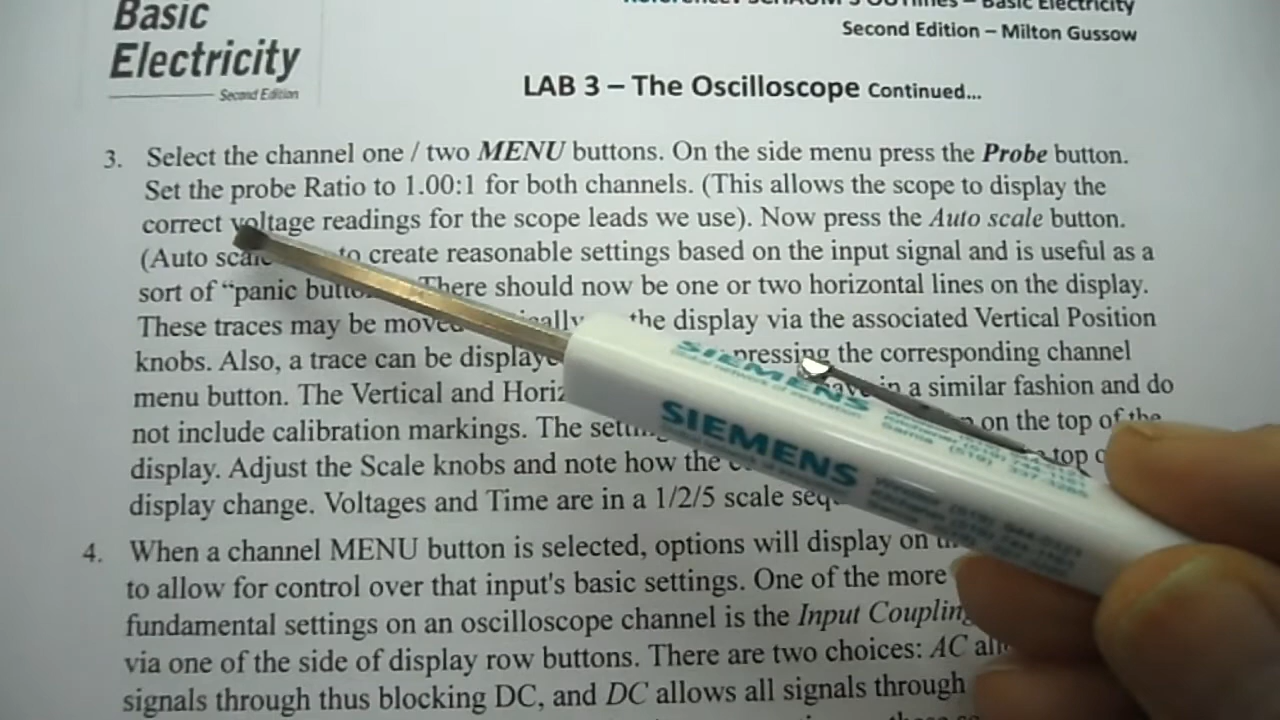 Basic
Electricity
Second Edition
Basic Electricity
Second Edition – Milton Gussow
LAB 3 – The Oscilloscope Continued...
3. Select the channel one / two MENU buttons. On the side menu press the Probe button.
Set the probe Ratio to 1.00:1 for both channels. (This allows the scope to display the
correct voltage readings for the scope leads we use). Now press the Auto scale button.
(Auto scale to create reasonable settings based on the input signal and is useful as a
sort of “panic There should now be one or two horizontal lines on the display.
These traces may be moved the display via the associated Vertical Position
knobs. Also, a trace can be pressing the corresponding channel
menu button. The Vertical and in a similar fashion and do
not include calibration markings. The on the top of the
display. Adjust the Scale knobs and note how the top
display change. Voltages and Time are in a 1/2/5 scale
4. When a channel MENU button is selected, options will display on
to allow for control over that input's basic settings. One of the more
fundamental settings on an oscilloscope channel is the Input Coupling
via one of the side of display row buttons. There are two choices: AC
signals through thus blocking DC, and DC allows all signals through
SIEMENS
SIEMENS